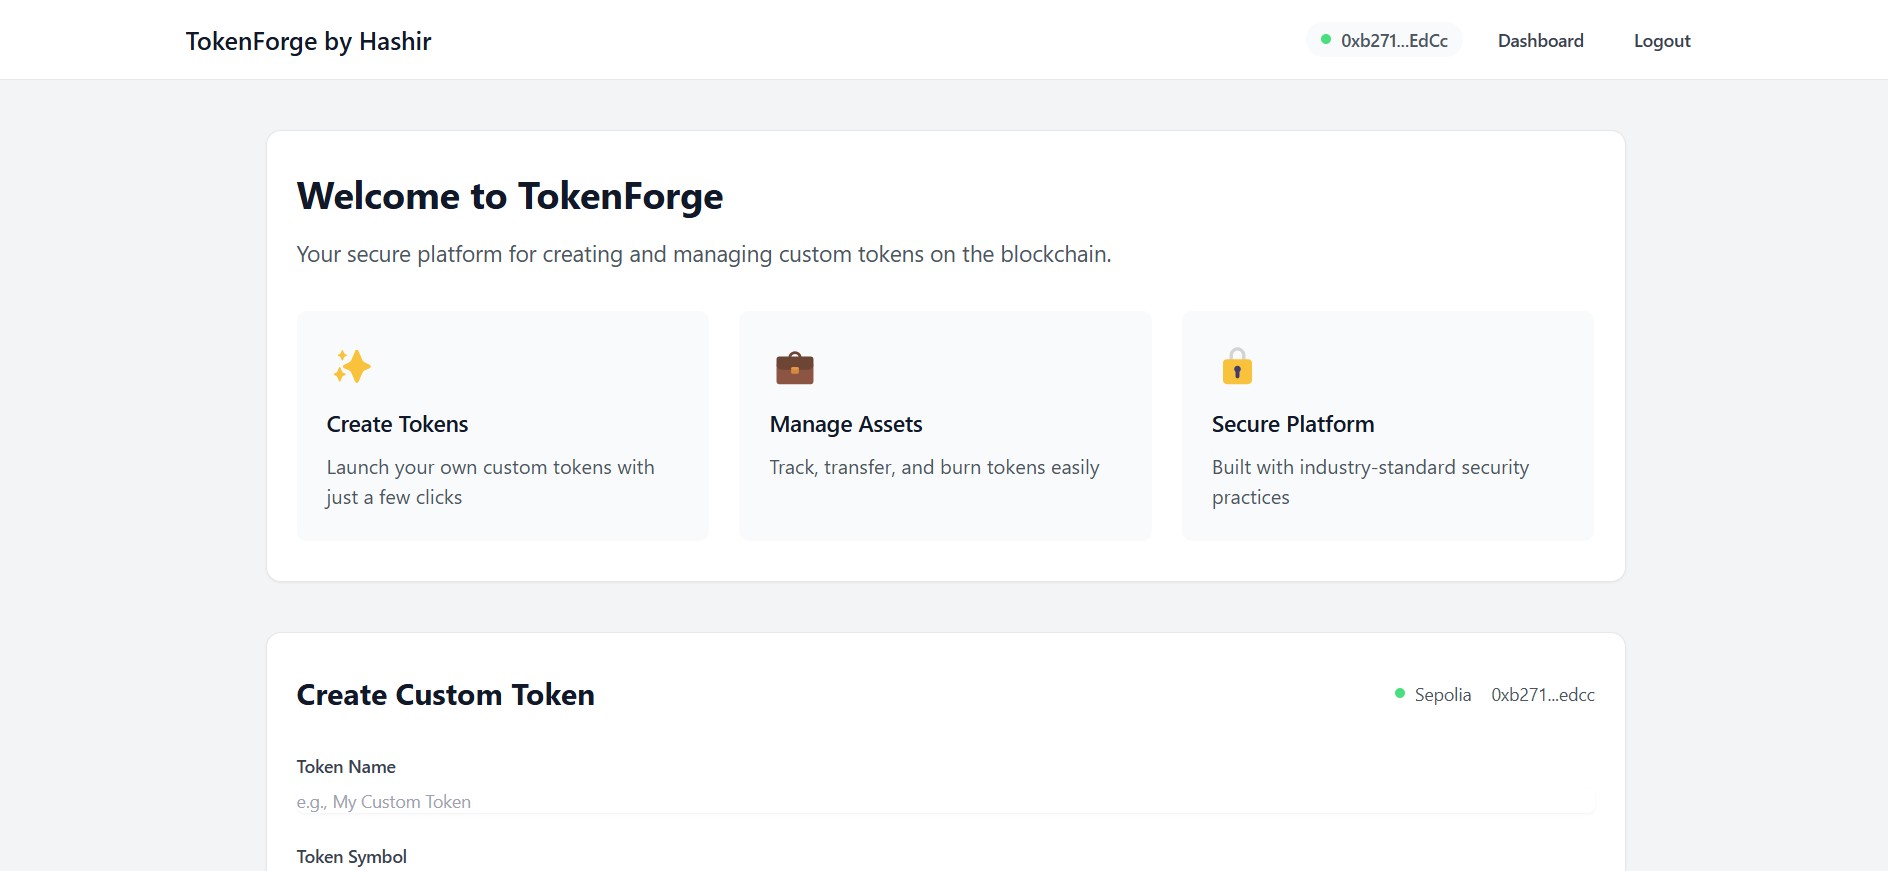 TokenForge by Hashir
0xb271...EdCc
Dashboard
Logout
Welcome to TokenForge
Your secure platform for creating and managing custom tokens on the blockchain.
Create Tokens
Launch your own custom tokens with
just a few clicks
Manage Assets
Track, transfer, and burn tokens easily
Secure Platform
Built with industry-standard security
practices
Create Custom Token
Sepolia
0xb271...edcc
Token Name
e.g., My Custom Token
Token Symbol